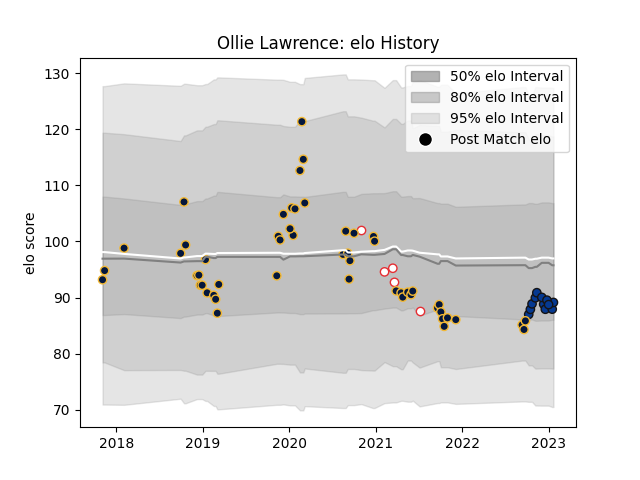 Ollie Lawrence: elo History
130
120
110
100
90
80
70
elo score
50% elo Interval
80% elo Interval
95% elo Interval
Post Match elo
2018
2019
2020
2021
2022
2023